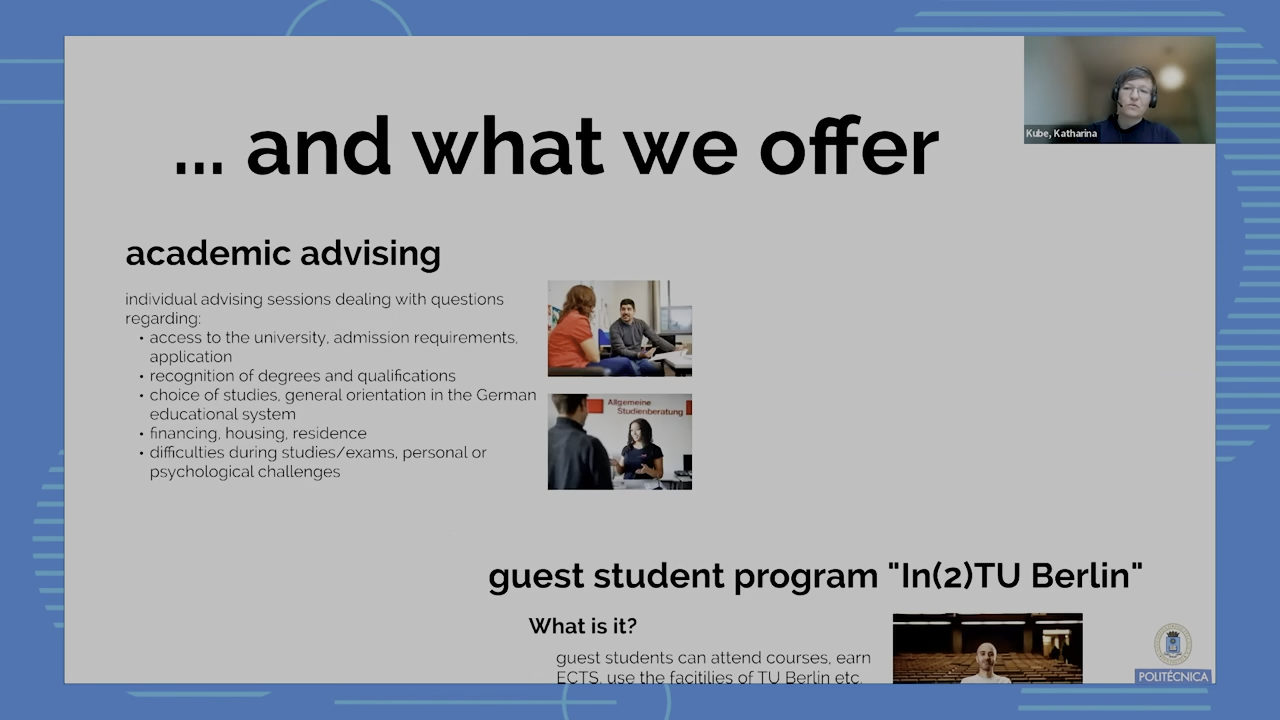 Kube, Katharina
... and what we offer
academic advising
individual advising sessions dealing with questions
regarding:
• access to the university, admission requirements,
application
• recognition of degrees and qualifications
• choice of studies, general orientation in the German
educational system
• financing, housing, residence
• difficulties during studies/exams, personal or
psychological challenges
Allgemeine
Studienberatung
guest student program "In(2)TU Berlin"
What is it?
guest students can attend courses, earn
ECTS, use the facitilies of TU Berlin etc.
POLITÉCNICA